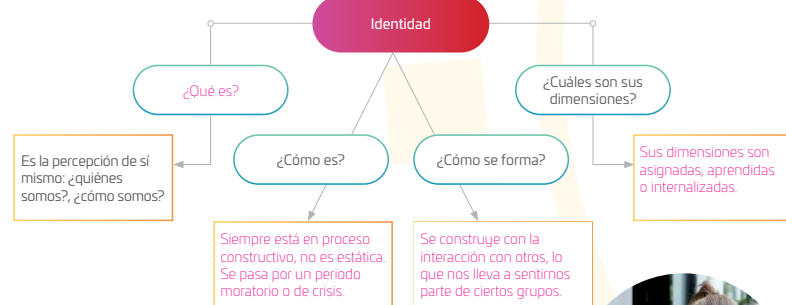 Identidad
¿Qué es?
¿Cuáles son sus
dimensiones?
Es la percepción de sí
mismo: ¿quiénes
somos?, ¿cómo somos?
¿Cómo es?
¿Cómo se forma?
Sus dimensiones son
asignadas, aprendidas
o internalizadas.
Siempre está en proceso
constructivo, no es estática.
Se pasa por un periodo
moratorio o de crisis.
Se construye con la
interacción con otros, lo
que nos lleva a sentirnos
parte de ciertos grupos.